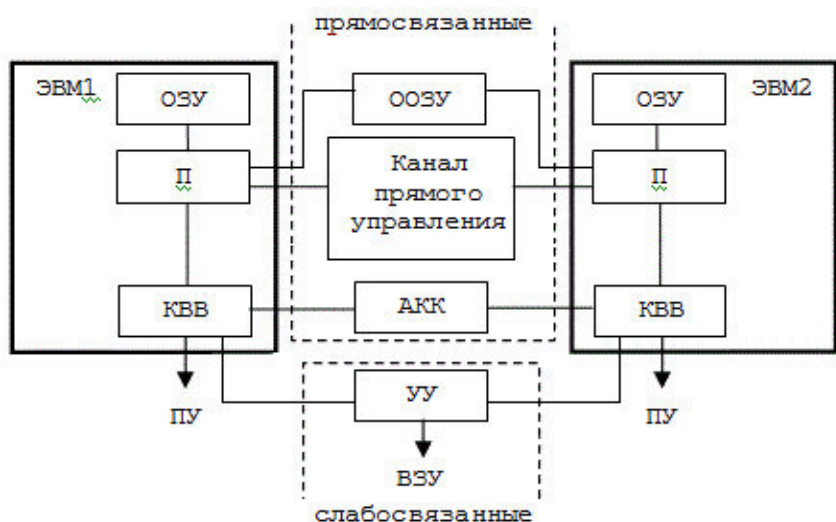 прямосвязанные
ЭВМ1
ОЗУ
ООЗУ
ОЗУ
ЭВМ2
П
Канал
прямого
управления
П
КВВ
АКК
КВВ
ПУ
УУ
ПУ
ВЗУ
слабосвязанные